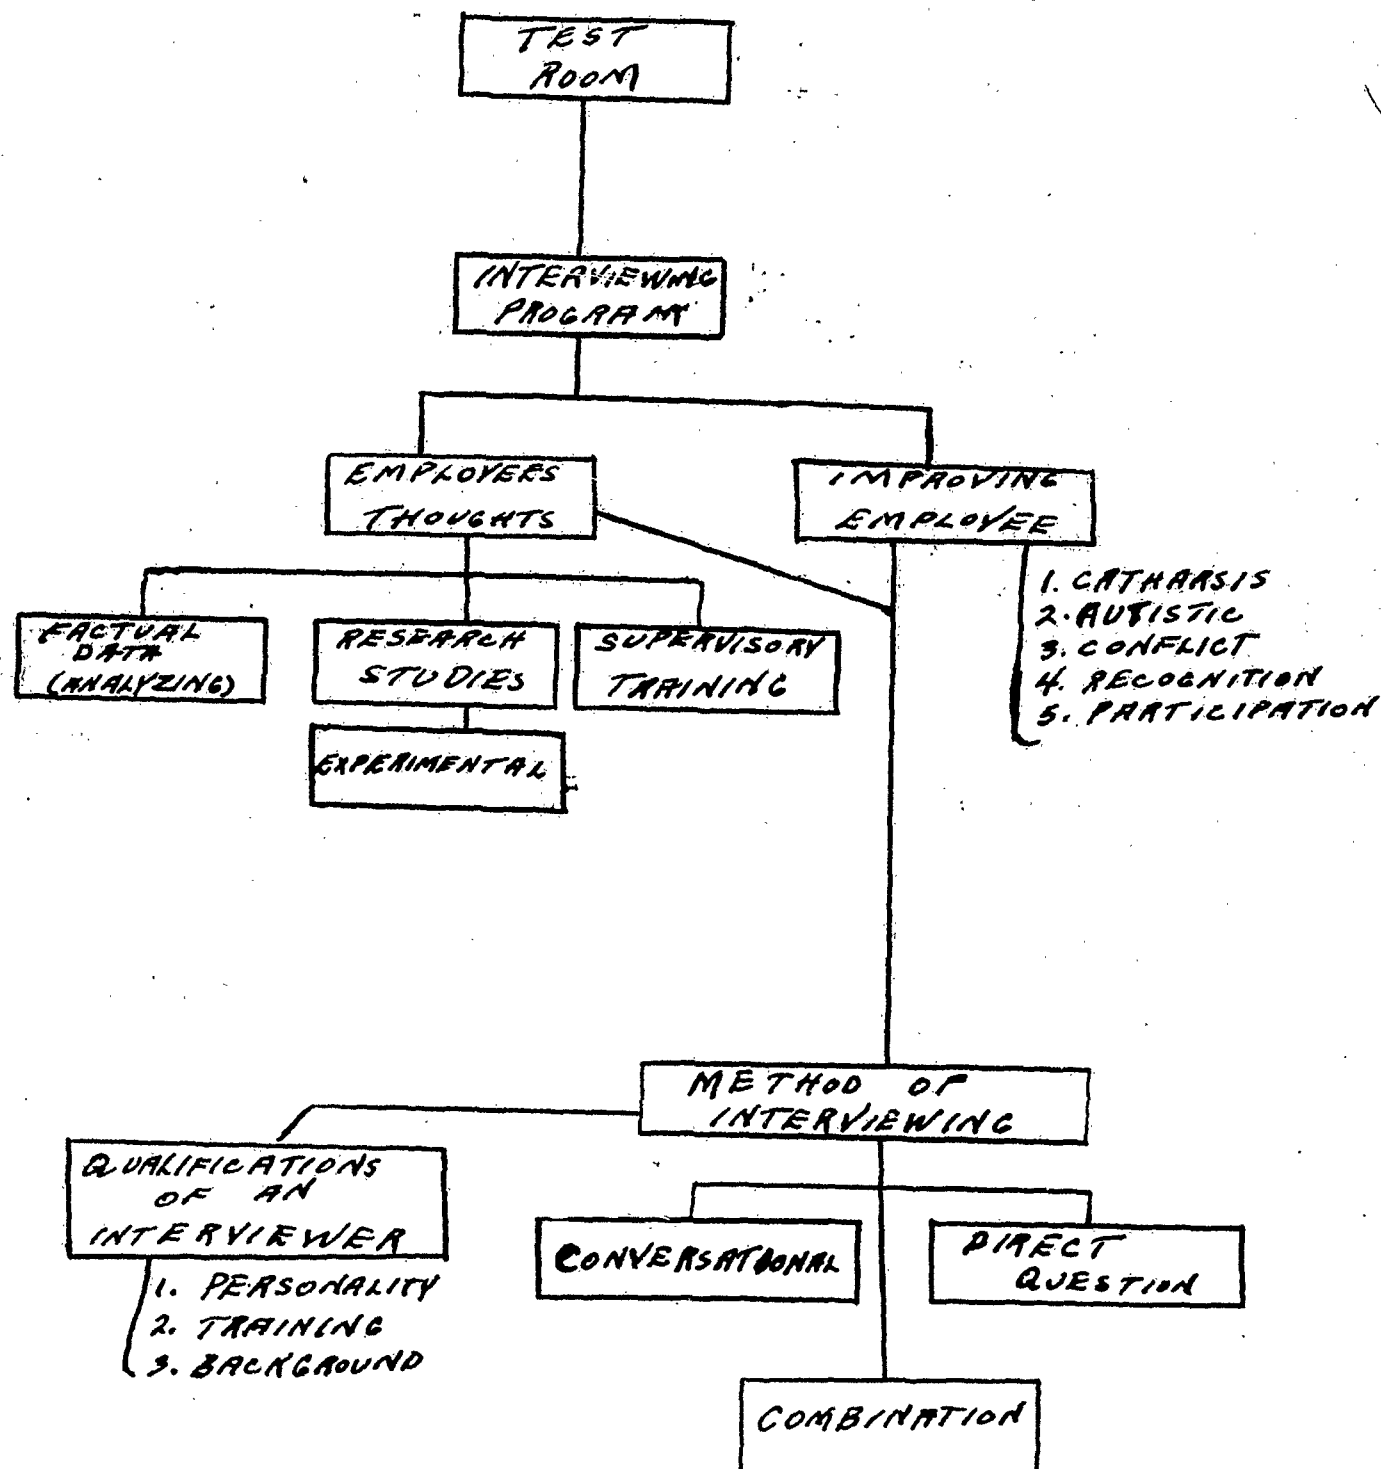 TEST
ROOM
INTERVIEWING
PROGRAM
EMPLOYEES
THOUGHTS
IMPROVING
EMPLOYEE
1. CATHARSIS
2. AUTISTIC
3. CONFLICT
4. RECOGNITION
5. PARTICIPATION
FACTUAL
DATA
(ANALYZING)
RESEARCH
STUDIES
SUPERVISORY
TRAINING
EXPERIMENTAL
METHOD OF
INTERVIEWING
QUALIFICATIONS
OF AN
INTERVIEWER
1. PERSONALITY
2. TRAINING
3. BACKGROUND
CONVERSATIONAL
DIRECT
QUESTION
COMBINATION